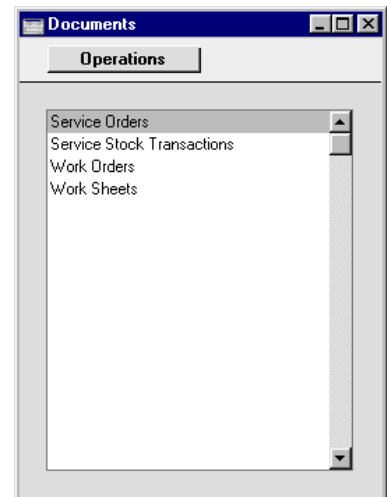 Documents
Operations
Service Orders
Service Stock Transactions
Work Orders
Work Sheets